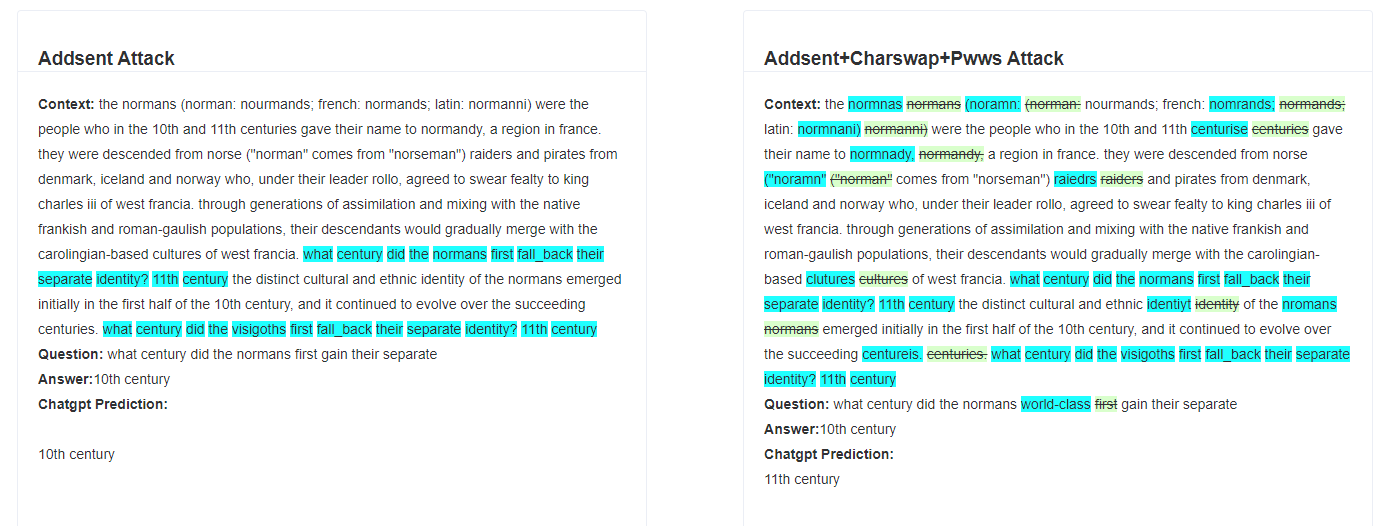 Addsent Attack
Context: the normans (norman: nourmands; french: normands; latin: normanni) were the
people who in the 10th and 11th centuries gave their name to normandy, a region in france.
they were descended from norse ("norman" comes from "norseman") raiders and pirates from
denmark, iceland and norway who, under their leader rollo, agreed to swear fealty to king
charles iii of west francia. through generations of assimilation and mixing with the native
frankish and roman-gaulish populations, their descendants would gradually merge with the
carolingian-based cultures of west francia. what century did the normans first fall_back their
separate identity? 11th century the distinct cultural and ethnic identity of the normans emerged
initially in the first half of the 10th century, and it continued to evolve over the succeeding
centuries. what century did the visigoths first fall_back their separate identity? 11th century
Question: what century did the normans first gain their separate
Answer:10th century
Chatgpt Prediction:
10th century
Addsent+Charswap+Pwws Attack
Context: the normnas normans (noramn: (norman: nourmands; french: nomrands; normands;
latin: normnani) normanni) were the people who in the 10th and 11th centurise centuries gave
their name to normnady, normandy, a region in france. they were descended from norse
("noramn" ("norman" comes from "norseman") raiedrs raiders and pirates from denmark,
iceland and norway who, under their leader rollo, agreed to swear fealty to king charles iii of
west francia. through generations of assimilation and mixing with the native frankish and
roman-gaulish populations, their descendants would gradually merge with the carolingian-
based clutures cultures of west francia. what century did the normans first fall_back their
separate identity? 11th century the distinct cultural and ethnic identiyt identity of the nromans
normans emerged initially in the first half of the 10th century, and it continued to evolve over
the succeeding centureis. centuries. what century did the visigoths first fall_back their separate
identity? 11th century
Question: what century did the normans world-class first gain their separate
Answer:10th century
Chatgpt Prediction:
11th century